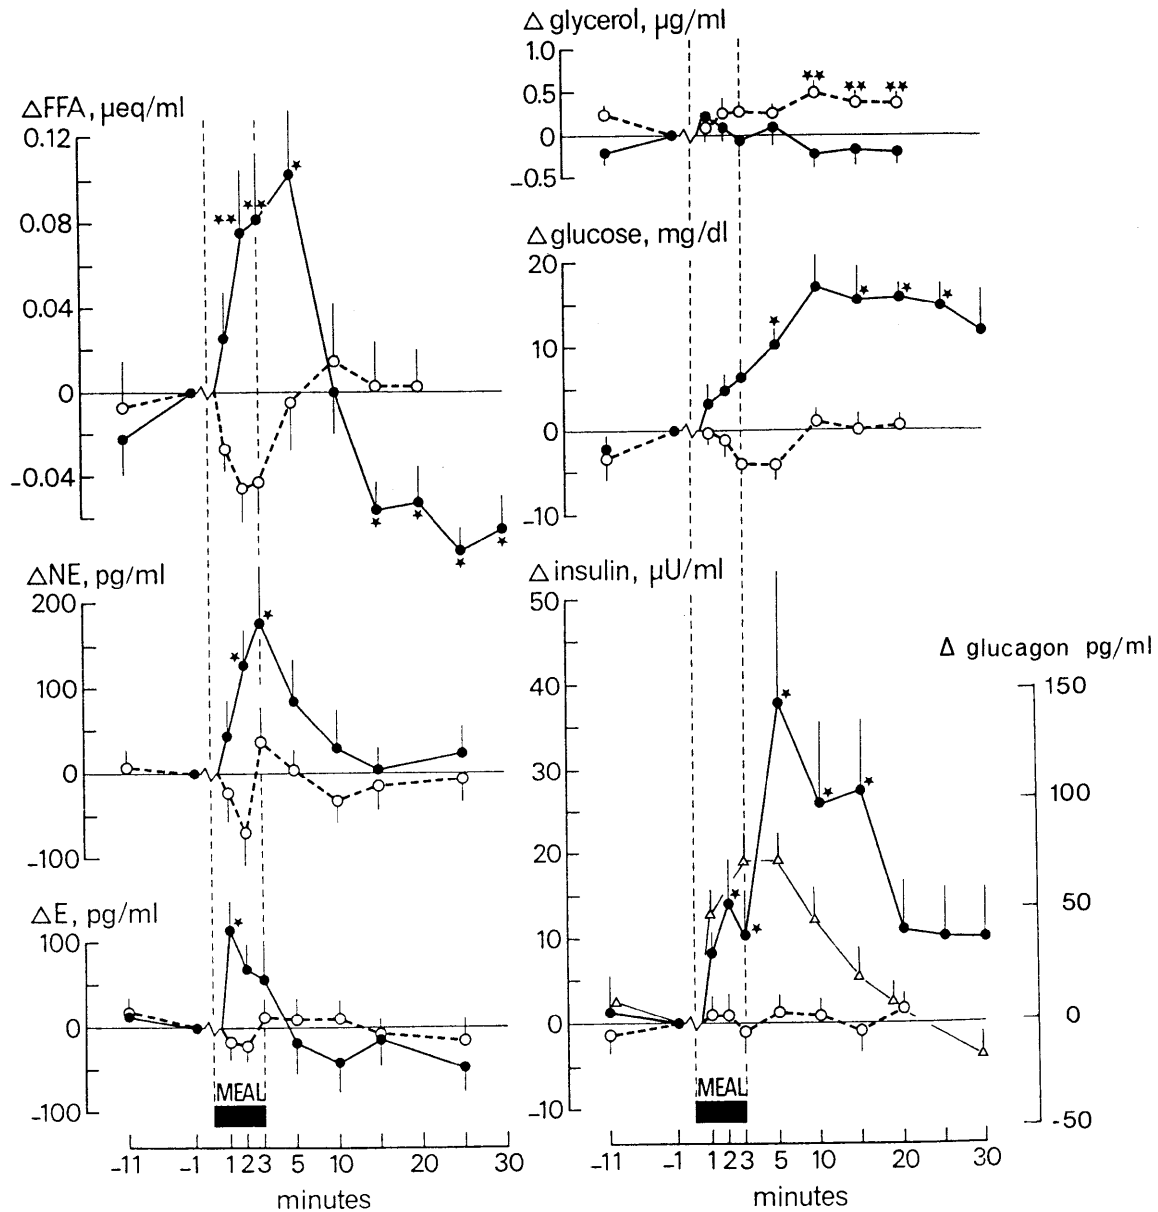 ΔFFA, μeq/ml
0.12
0.08
0.04
0
-0.04
ΔNE, pg/ml
200
100
0
-100
ΔE, pg/ml
100
0
-100
MEAL
-11 -1 1 2 3 5 10 20 30
minutes
Δ glycerol, μg/ml
1.0
0.5
0
-0.5
Δ glucose, mg/dl
20
10
0
-10
Δ insulin, μU/ml
50
40
30
20
10
0
-10
Δ glucagon pg/ml
150
100
50
0
-50
MEAL
-11 -1 1 2 3 5 10 20 30
minutes